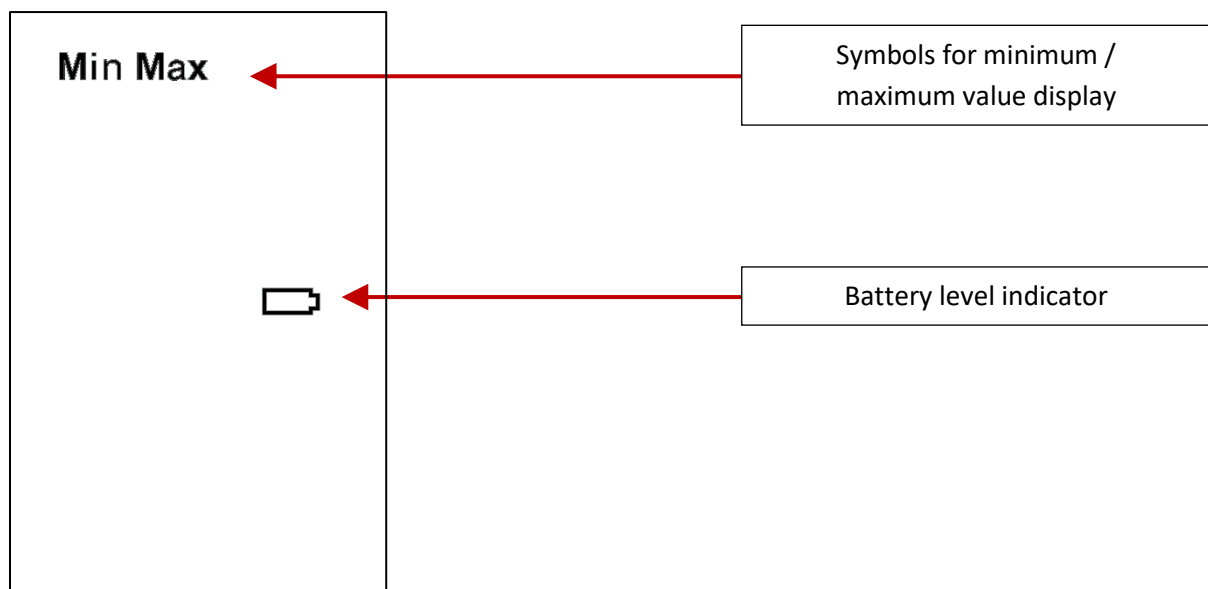 Min Max
Symbols for minimum /
maximum value display
Battery level indicator